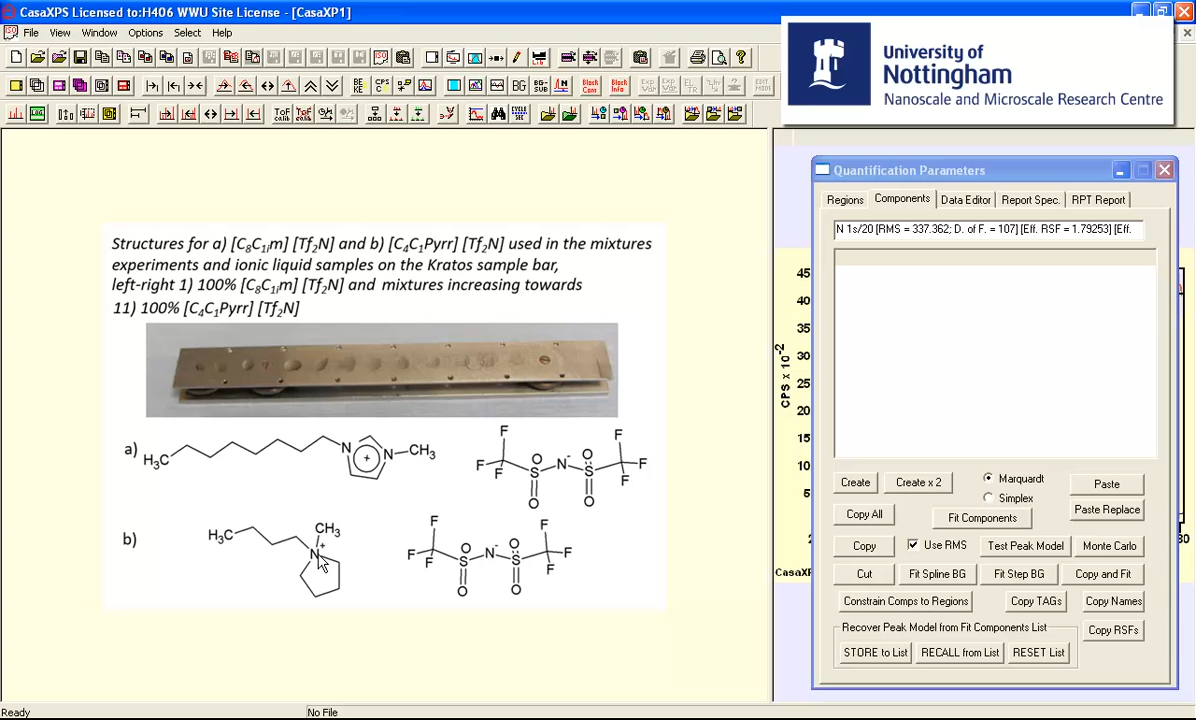 CasaXPS Licensed to:H406 WWU Site License - [CasaXP1]
File View Window Options Select Help
University of
Nottingham
Nanoscale and Microscale Research Centre
Quantification Parameters
Regions Components Data Editor Report Spec. RPT Report
N 1s/20 [RMS = 337.362; D. of F. = 107] [Eff. RSF = 1.79253] [Eff.
Structures for a) [C8C1im] [Tf2N] and b) [C4C1Pyrr] [Tf2N] used in the mixtures
experiments and ionic liquid samples on the Kratos sample bar,
left-right 1) 100% [C8C1im] [Tf2N] and mixtures increasing towards
11) 100% [C4C1Pyrr] [Tf2N]
45
40
35
30
25
20
15
10
5
CPS x 10-2
a) H3C N + N CH3 F F F S O O N - S O O F F F
b) H3C CH3 N + F F F S O O N - S O O F F F
Create Create x 2 Marquardt Paste
Simplex
Copy All Fit Components Paste Replace
Copy Use RMS Test Peak Model Monte Carlo
Cut Fit Spline BG Fit Step BG Copy and Fit
Constrain Comps to Regions Copy TAGs Copy Names
Recover Peak Model from Fit Components List Copy RSFs
STORE to List RECALL from List RESET List
Ready No File